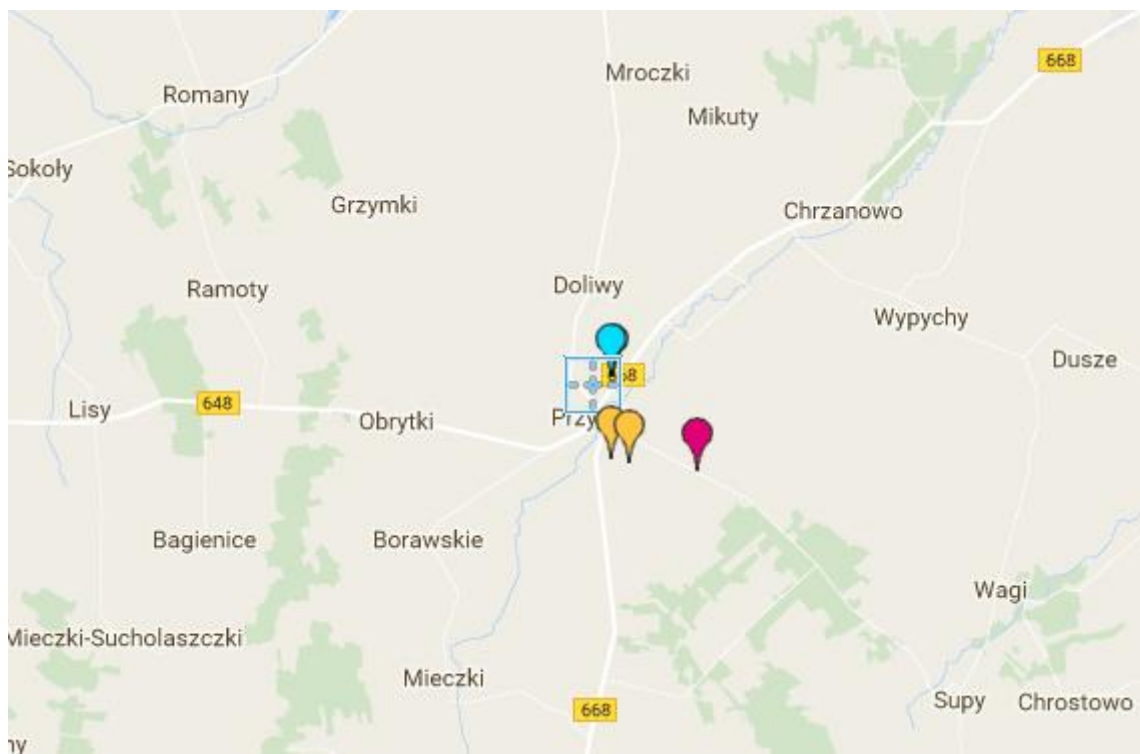 Mroczki
668
Romany
Mikuty
Sokoły
Grzymki
Chrzanowo
Doliwy
Ramoty
Wypychy
Dusze
648
Lisy
Obrytki
Bagienice
Borawskie
Wagi
Mieczki-Sucholaszczki
Mieczki
Supy
Chrostowo
668